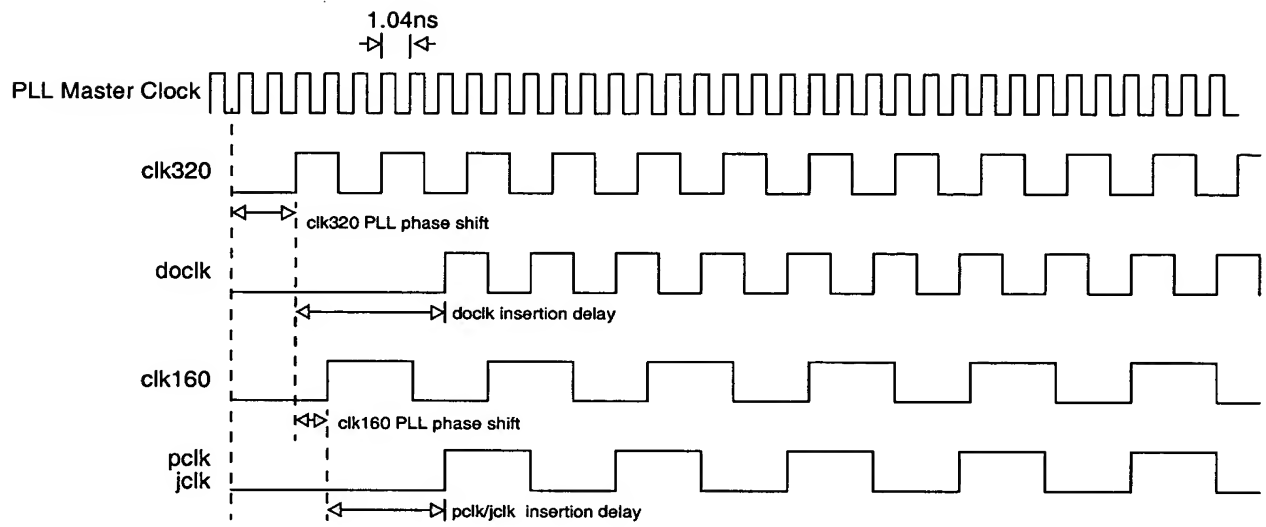 1.04ns
PLL Master Clock
clk320
clk320 PLL phase shift
doclk
doclk insertion delay
clk160
clk160 PLL phase shift
pclk
jclk
pclk/jclk insertion delay